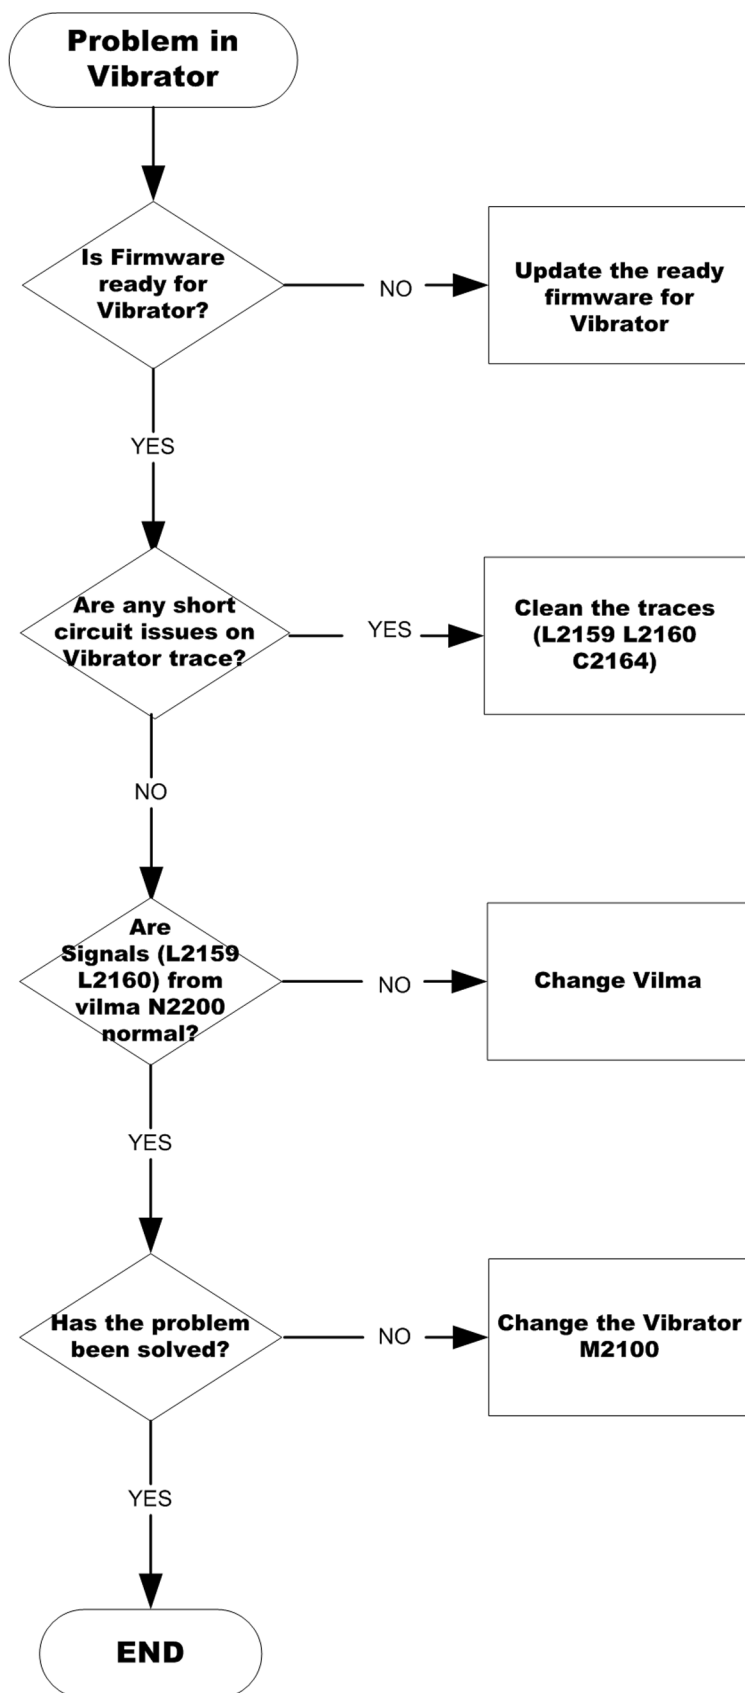 Problem in
Vibrator
Is Firmware
ready for
Vibrator?
NO
Update the ready
firmware for
Vibrator
YES
Are any short
circuit issues on
Vibrator trace?
YES
Clean the traces
(L2159 L2160
C2164)
NO
Are
Signals (L2159
L2160) from
vilma N2200
normal?
NO
Change Vilma
YES
Has the problem
been solved?
NO
Change the Vibrator
M2100
YES
END